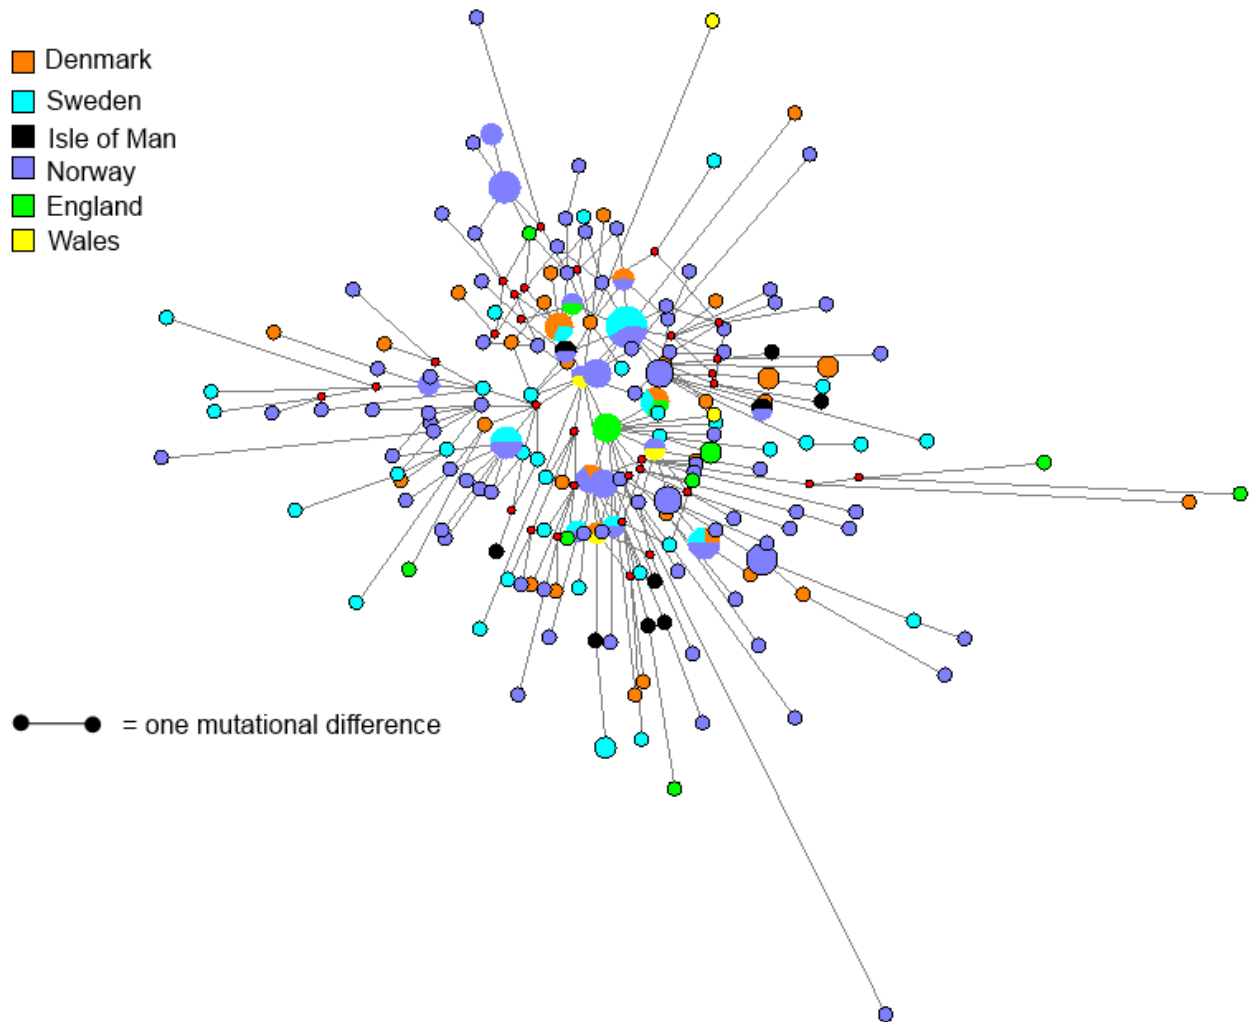 Denmark
Sweden
Isle of Man
Norway
England
Wales
= one mutational difference